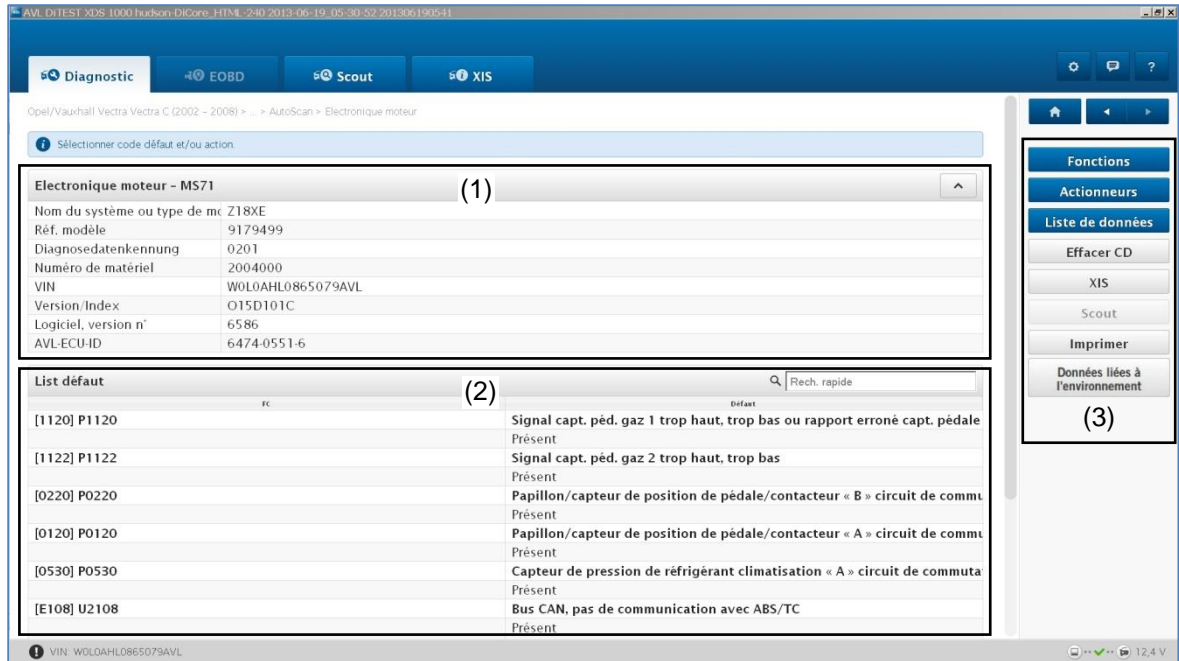 AVL DiTEST XDS 1000 hudson-DiCore_HTML-240 2013-06-19_05-30-52 201306190541
Diagnostic
EOBD
Scout
XIS
?
Opel/Vauxhall Vectra Vectra C (2002 – 2008) > ... > AutoScan > Electronique moteur
Sélectionner code défaut et/ou action.
Electronique moteur – MS71
(1)
Nom du système ou type de mo Z18XE
Réf. modèle 9179499
Diagnosedatenkennung 0201
Numéro de matériel 2004000
VIN W0L0AHL0865079AVL
Version/Index O15D101C
Logiciel, version n° 6586
AVL-ECU-ID 6474-0551-6
List défaut
(2)
Rech. rapide
FC Défaut
[1120] P1120 Signal capt. péd. gaz 1 trop haut, trop bas ou rapport erroné capt. pédale
Présent
[1122] P1122 Signal capt. péd. gaz 2 trop haut, trop bas
Présent
[0220] P0220 Papillon/capteur de position de pédale/contacteur « B » circuit de commu
Présent
[0120] P0120 Papillon/capteur de position de pédale/contacteur « A » circuit de commu
Présent
[0530] P0530 Capteur de pression de réfrigérant climatisation « A » circuit de commuta
Présent
[E108] U2108 Bus CAN, pas de communication avec ABS/TC
Présent
Fonctions
Actionneurs
Liste de données
Effacer CD
XIS
Scout
Imprimer
Données liées à
l'environnement
(3)
VIN: W0L0AHL0865079AVL
12,4 V